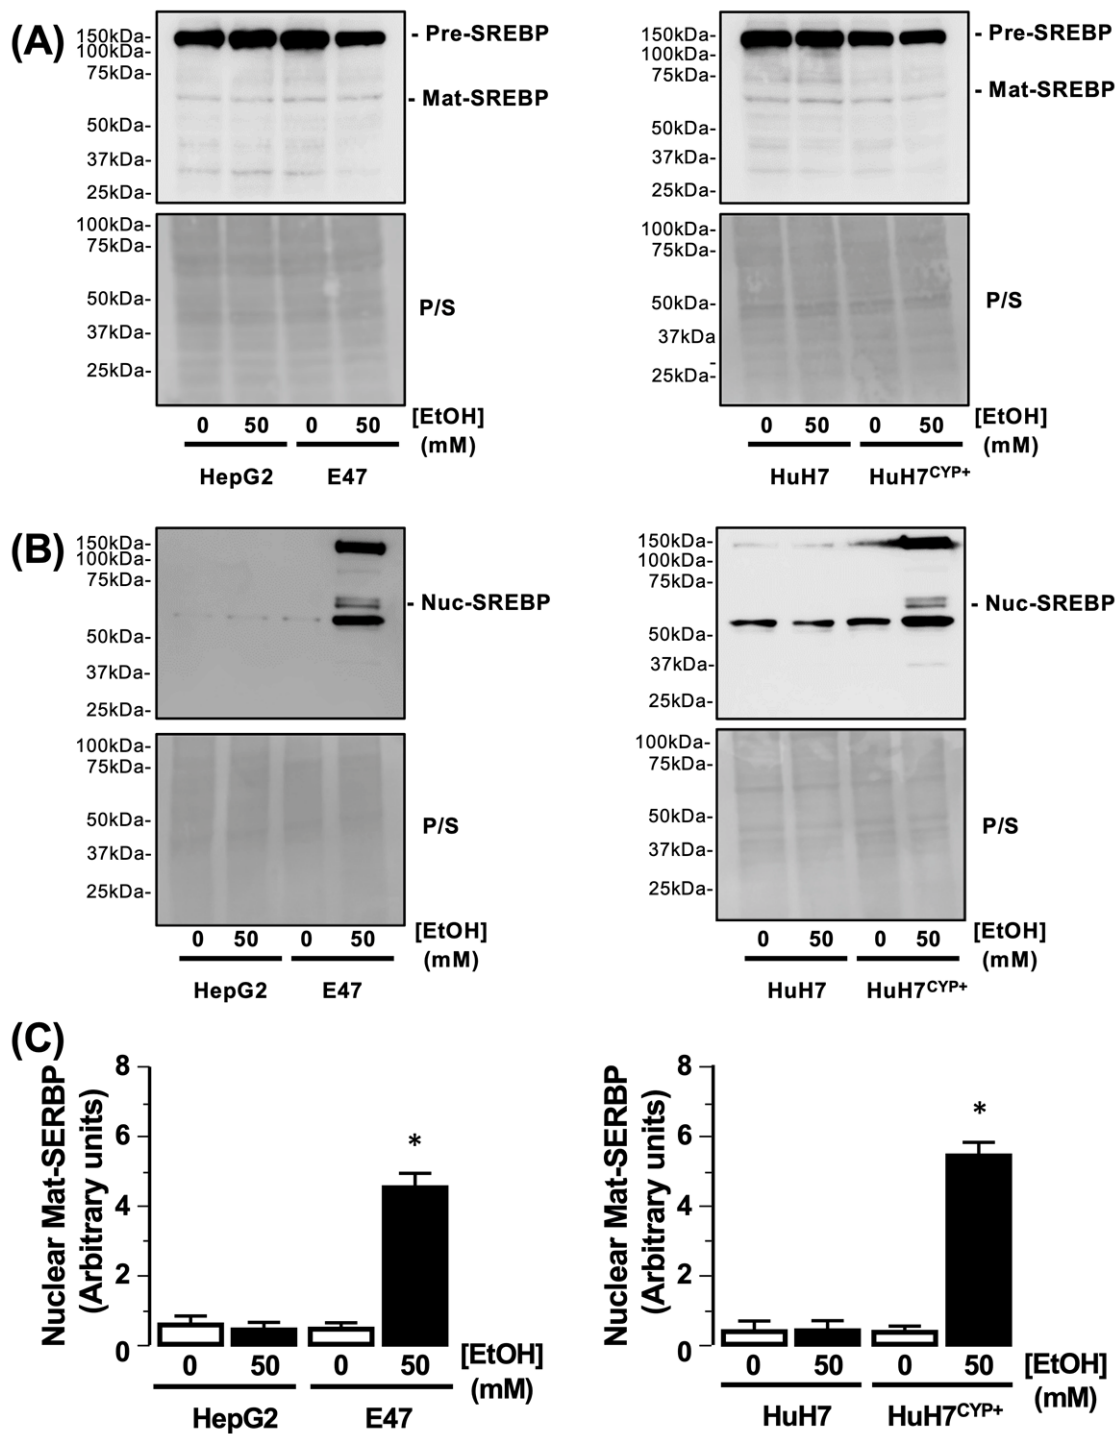 (A)
150kDa-
100kDa-
75kDa-
50kDa-
37kDa-
25kDa-
- Pre-SREBP
- Mat-SREBP
100kDa-
75kDa-
50kDa-
37kDa-
25kDa-
P/S
0 50 0 50 [EtOH]
(mM)
HepG2 E47
150kDa-
100kDa-
75kDa-
50kDa-
37kDa-
25kDa-
- Pre-SREBP
- Mat-SREBP
100kDa-
75kDa-
50kDa-
37kDa
-
25kDa-
P/S
0 50 0 50 [EtOH]
(mM)
HuH7 HuH7CYP+
(B)
150kDa-
100kDa-
75kDa-
50kDa-
37kDa-
25kDa-
- Nuc-SREBP
100kDa-
75kDa-
50kDa-
37kDa-
25kDa-
P/S
0 50 0 50 [EtOH]
(mM)
HepG2 E47
150kDa-
100kDa-
75kDa-
50kDa-
37kDa-
25kDa-
- Nuc-SREBP
100kDa-
75kDa-
50kDa-
37kDa-
25kDa-
P/S
0 50 0 50 [EtOH]
(mM)
HuH7 HuH7CYP+
(C)
Nuclear Mat-SERBP
(Arbitrary units)
8
6
4
2
0
*
0 50 0 50 [EtOH]
(mM)
HepG2 E47
Nuclear Mat-SERBP
(Arbitrary units)
8
6
4
2
0
*
0 50 0 50 [EtOH]
(mM)
HuH7 HuH7CYP+